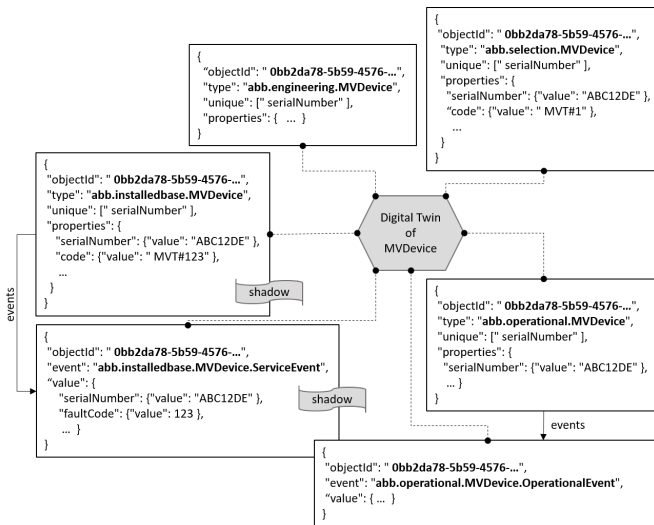 {
"objectId": " 0bb2da78-5b59-4576-...",
"type": "abb.selection.MVDevice",
"unique": [" serialNumber" ],
"properties": {
"serialNumber": {"value": "ABC12DE" },
"code": {"value": " MVT#1" },
...
}
}
{
“objectId": " 0bb2da78-5b59-4576-...",
"type": "abb.engineering.MVDevice",
"unique": [" serialNumber" ],
"properties": { ... }
}
{
"objectId": " 0bb2da78-5b59-4576-...",
"type": "abb.installedbase.MVDevice",
"unique": [" serialNumber" ],
"properties": {
"serialNumber": {"value": "ABC12DE" },
"code": {"value": " MVT#123" },
...
}
}
shadow
Digital Twin
of
MVDevice
events
{
"objectId": " 0bb2da78-5b59-4576-...",
"type": "abb.operational.MVDevice",
"unique": [" serialNumber" ],
"properties": {
"serialNumber": {"value": "ABC12DE" },
... }
}
events
{
"objectId": " 0bb2da78-5b59-4576-...",
"event": "abb.installedbase.MVDevice.ServiceEvent",
“value": {
"serialNumber": {"value": "ABC12DE" },
"faultCode": {"value": 123 },
... }
}
shadow
{
"objectId": " 0bb2da78-5b59-4576-...",
"event": "abb.operational.MVDevice.OperationalEvent",
“value": { ... }
}